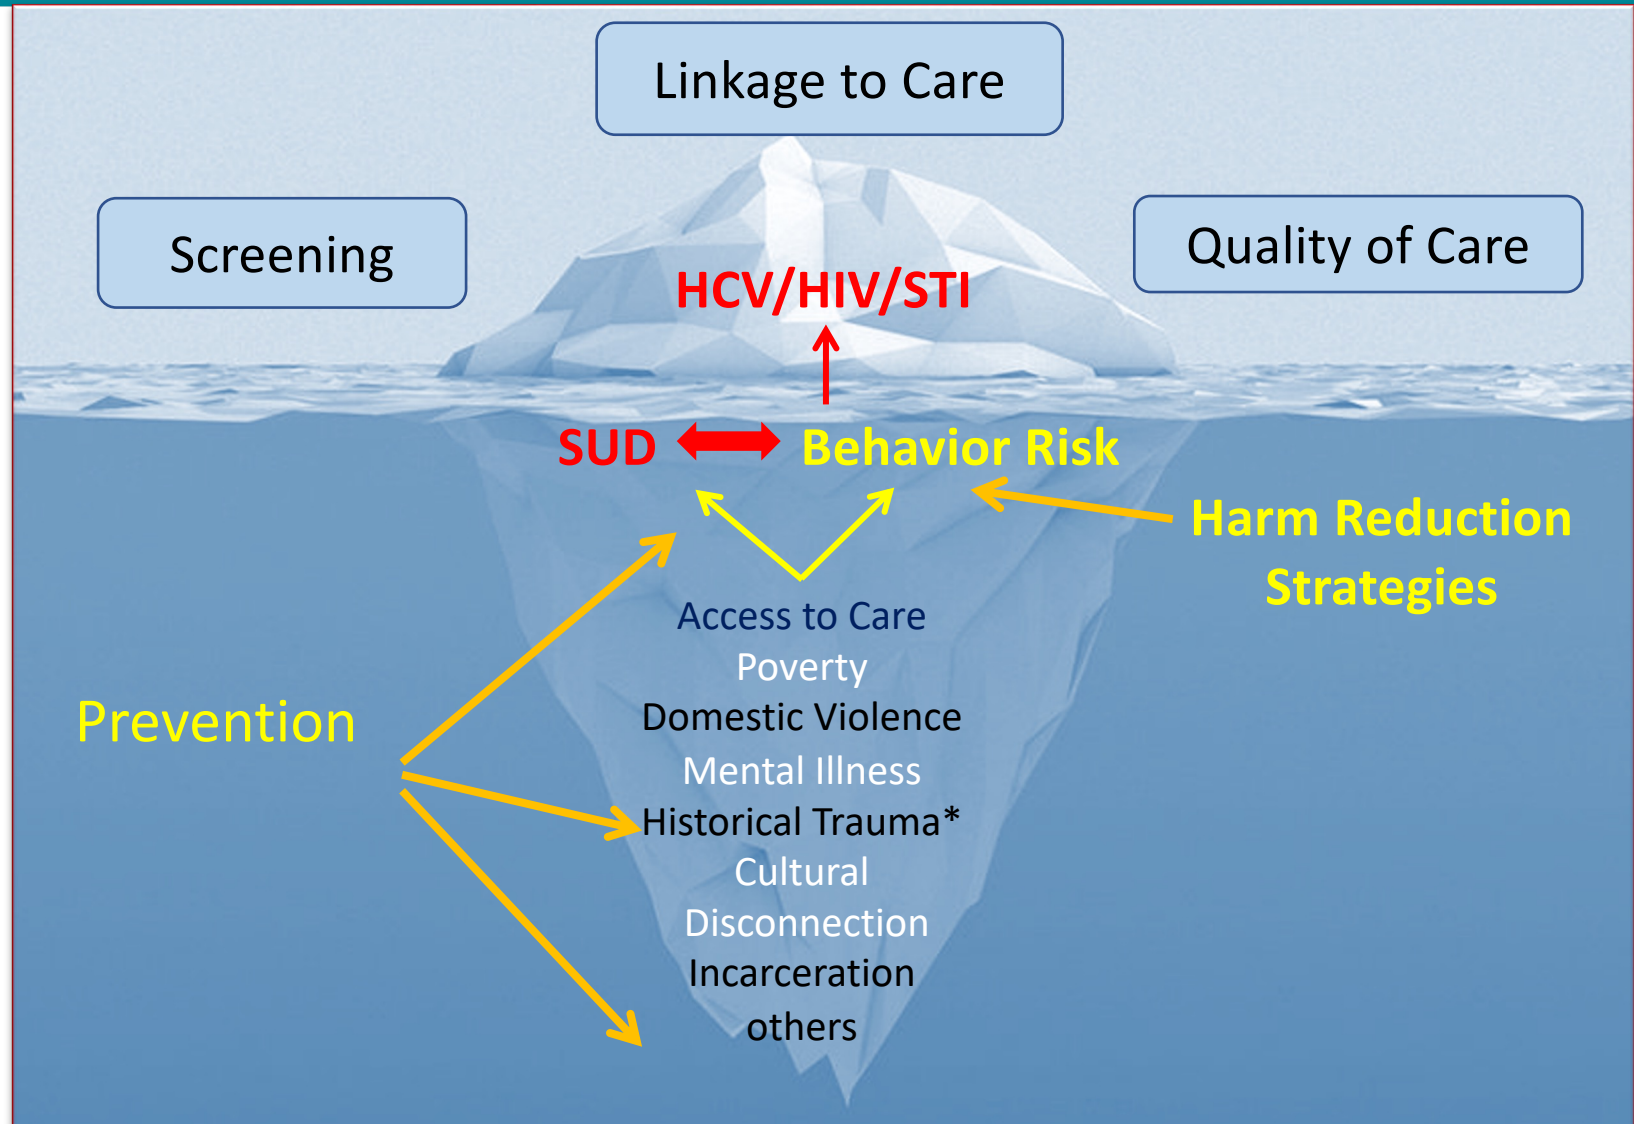 Linkage to Care
Screening
Quality of Care
HCV/HIV/STI
SUD
Behavior Risk
Harm Reduction
Strategies
Access to Care
Poverty
Prevention
Domestic Violence
Mental Illness
Historical Trauma*
Cultural
Disconnection
Incarceration
others